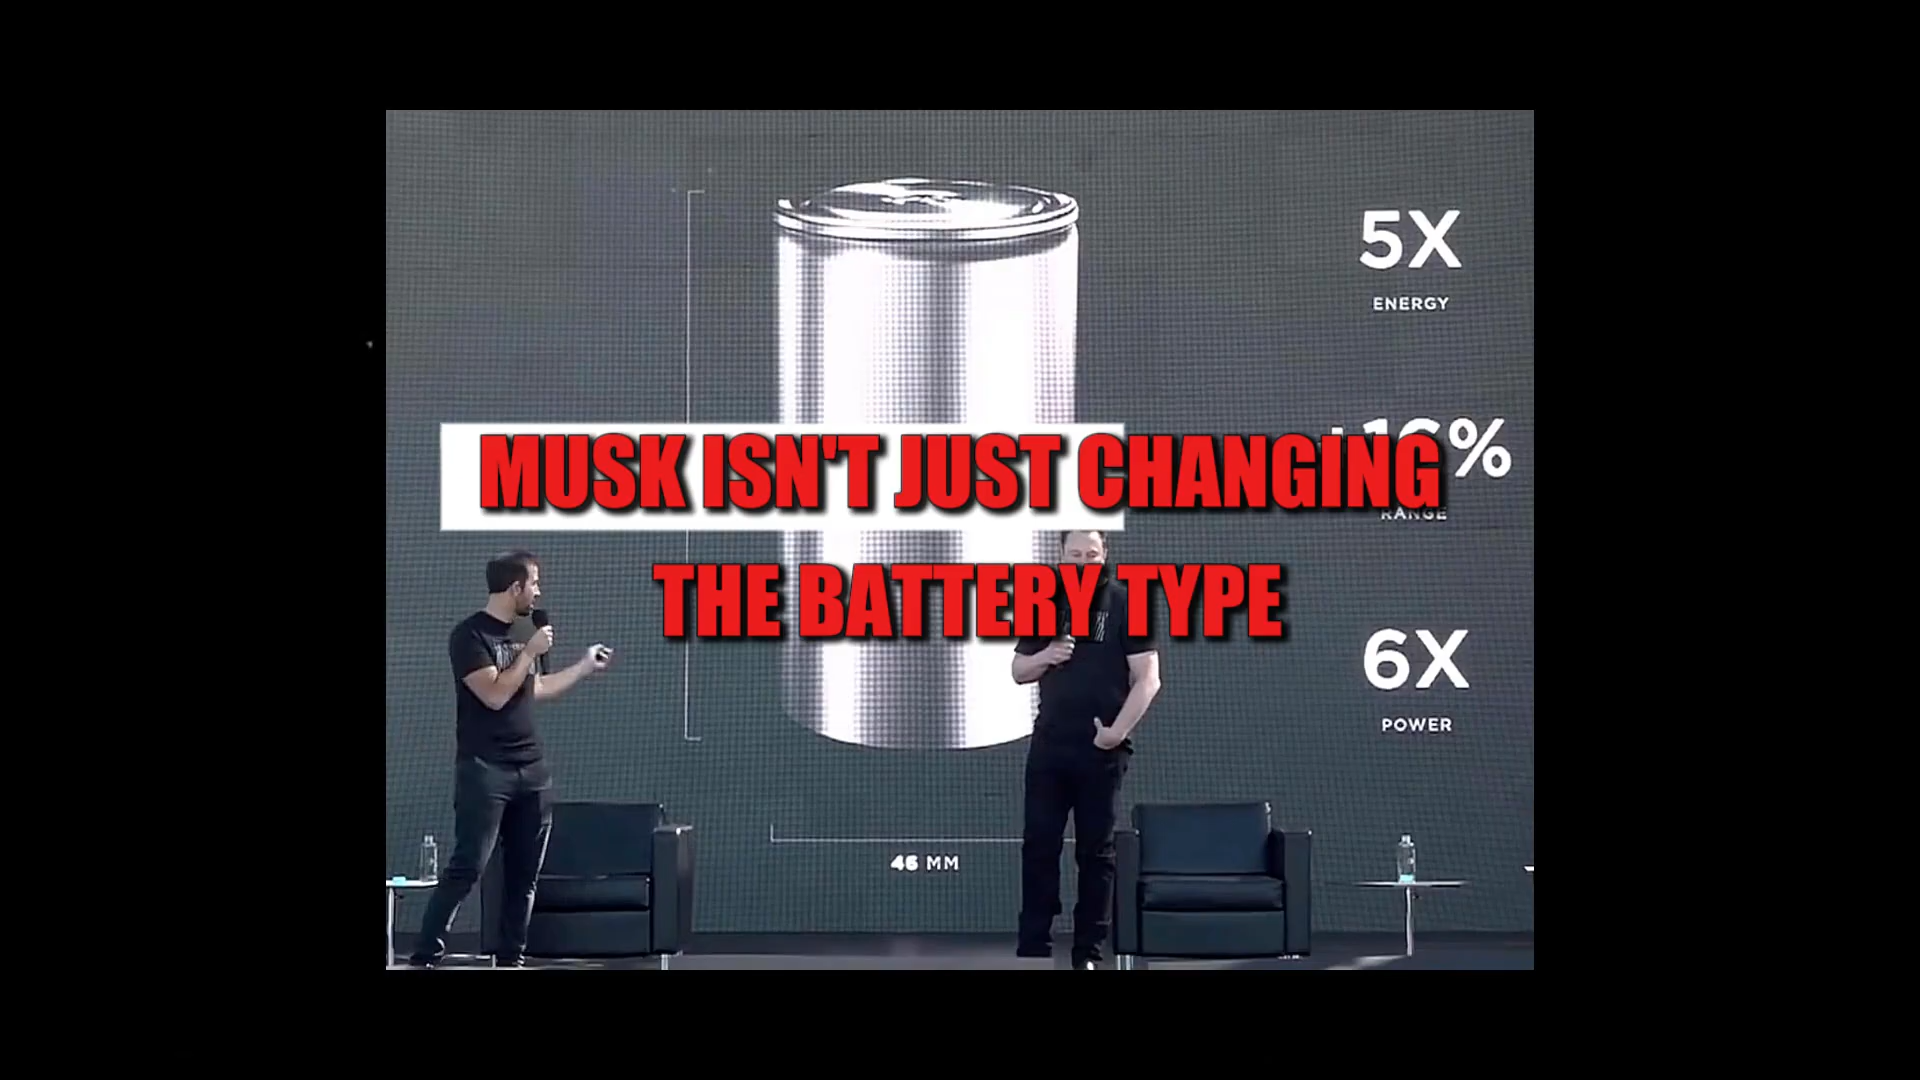 5X
ENERGY
MUSK ISN'T JUST CHANGING
%
RANGE
THE BATTERY TYPE
6X
POWER
46 MM